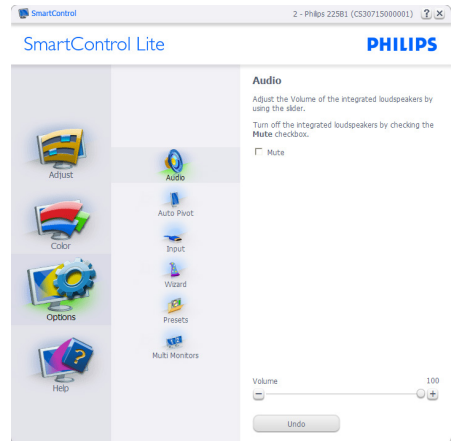 SmartControl
2 - Philips 225B1 (CS30715000001)
?
SmartControl Lite
PHILIPS
Adjust
Color
Options
Help
Audio
Auto Pivot
Input
Wizard
Presets
Multi Monitors
Audio
Adjust the Volume of the integrated loudspeakers by
using the slider.
Turn off the integrated loudspeakers by checking the
Mute checkbox.
Mute
Volume
100
Undo